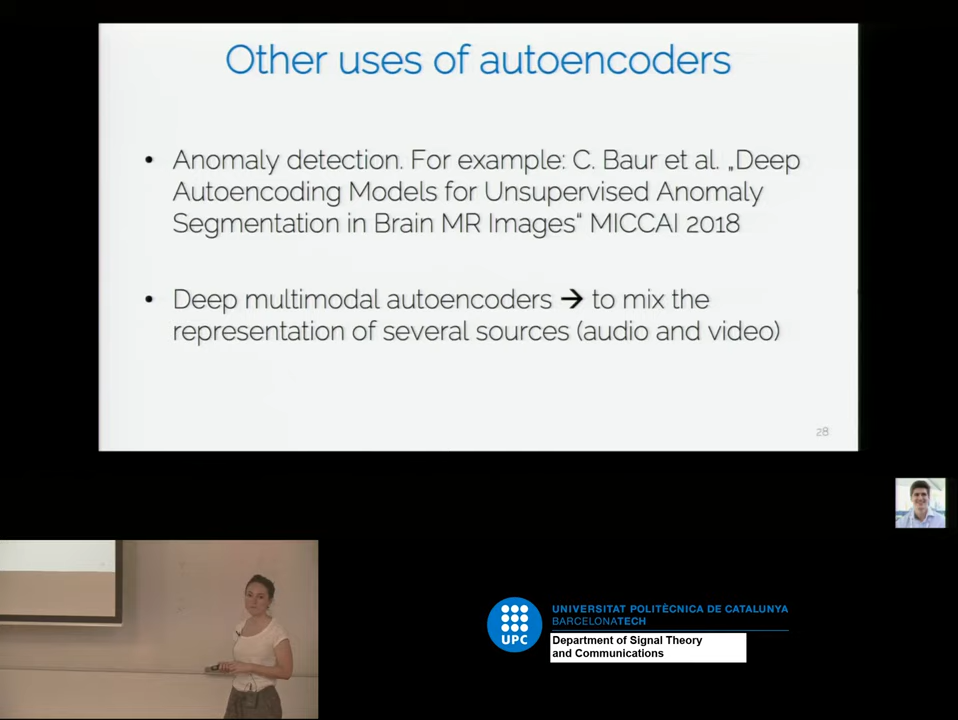 Other uses of autoencoders
• Anomaly detection. For example: C. Baur et al. „Deep
Autoencoding Models for Unsupervised Anomaly
Segmentation in Brain MR Images“ MICCAI 2018
• Deep multimodal autoencoders → to mix the
representation of several sources (audio and video)
28
UPC
UNIVERSITAT POLITÈCNICA DE CATALUNYA
BARCELONATECH
Department of Signal Theory
and Communications